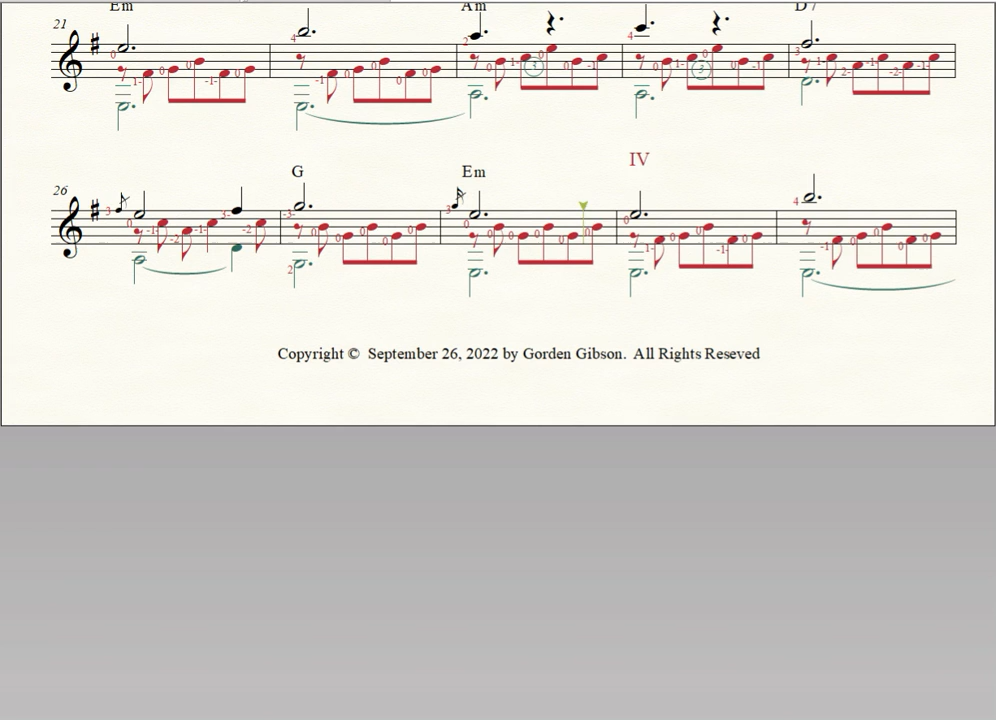 Em Am D7
21
IV
26 G Em
Copyright © September 26, 2022 by Gorden Gibson. All Rights Reseved